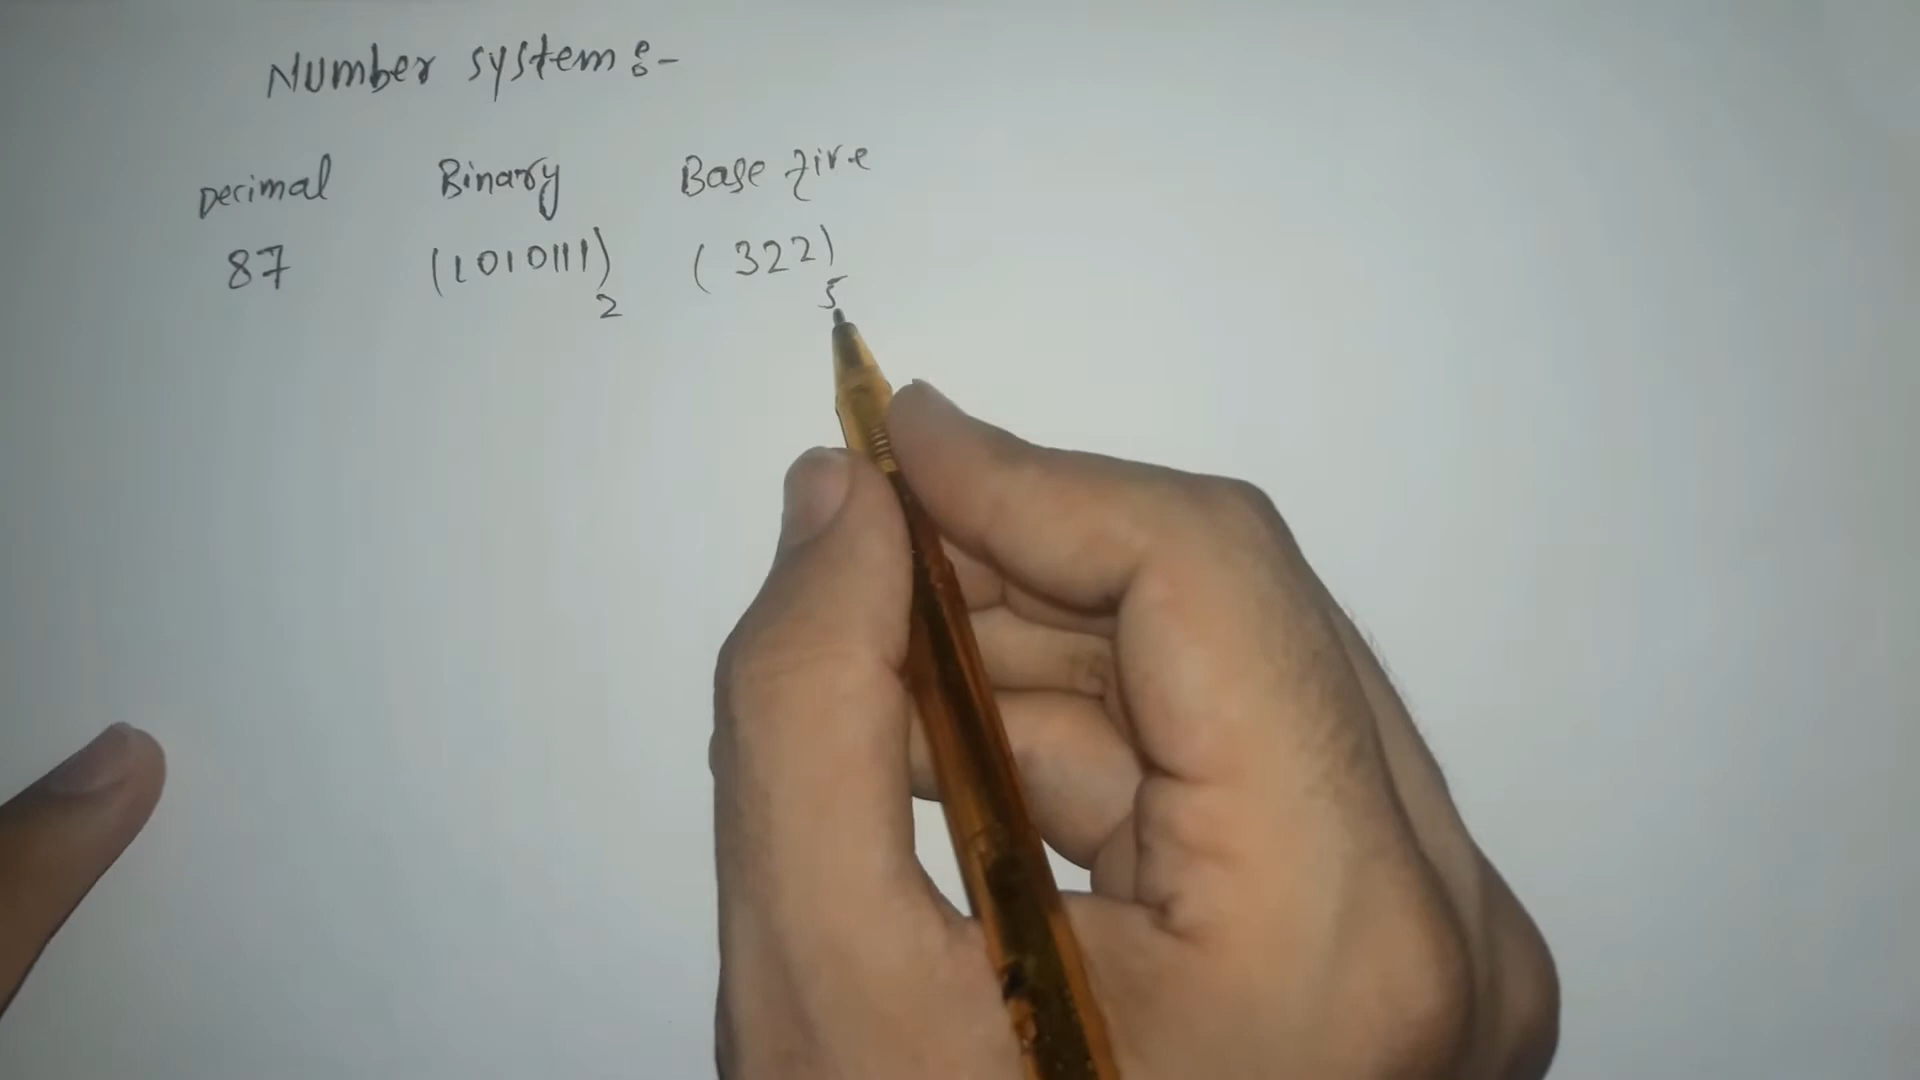 Number system :-
Decimal Binary Base five
87 (1010111)2 (322)5